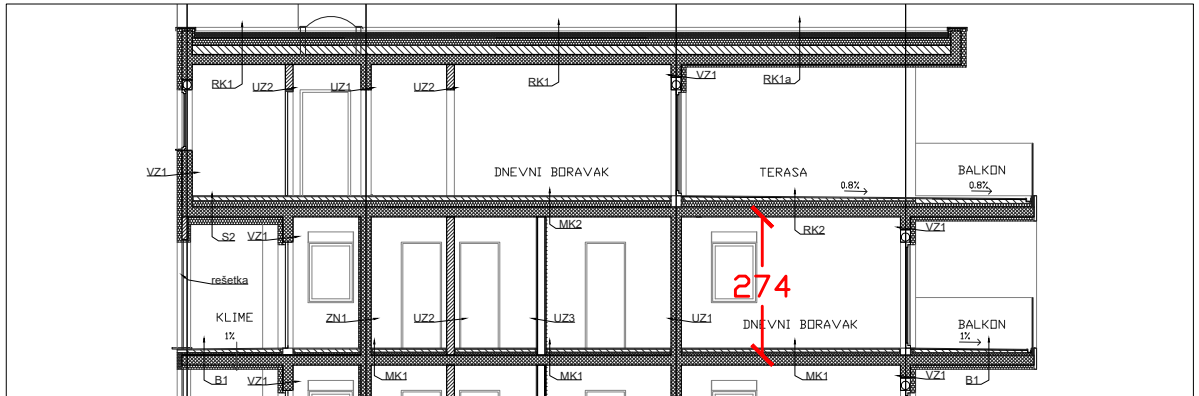 RK1 UZ2 UZ1 UZ2 RK1 VZ1 RK1a
VZ1 DNEVNI BORAVAK TERASA BALKON
0.8% 0.8%
S2 VZ1 MK2 RK2 VZ1
rešetka
274
KLIME ZN1 UZ2 UZ3 UZ1 DNEVNI BORAVAK BALKON
1% 1%
B1 VZ1 MK1 MK1 MK1 VZ1 B1